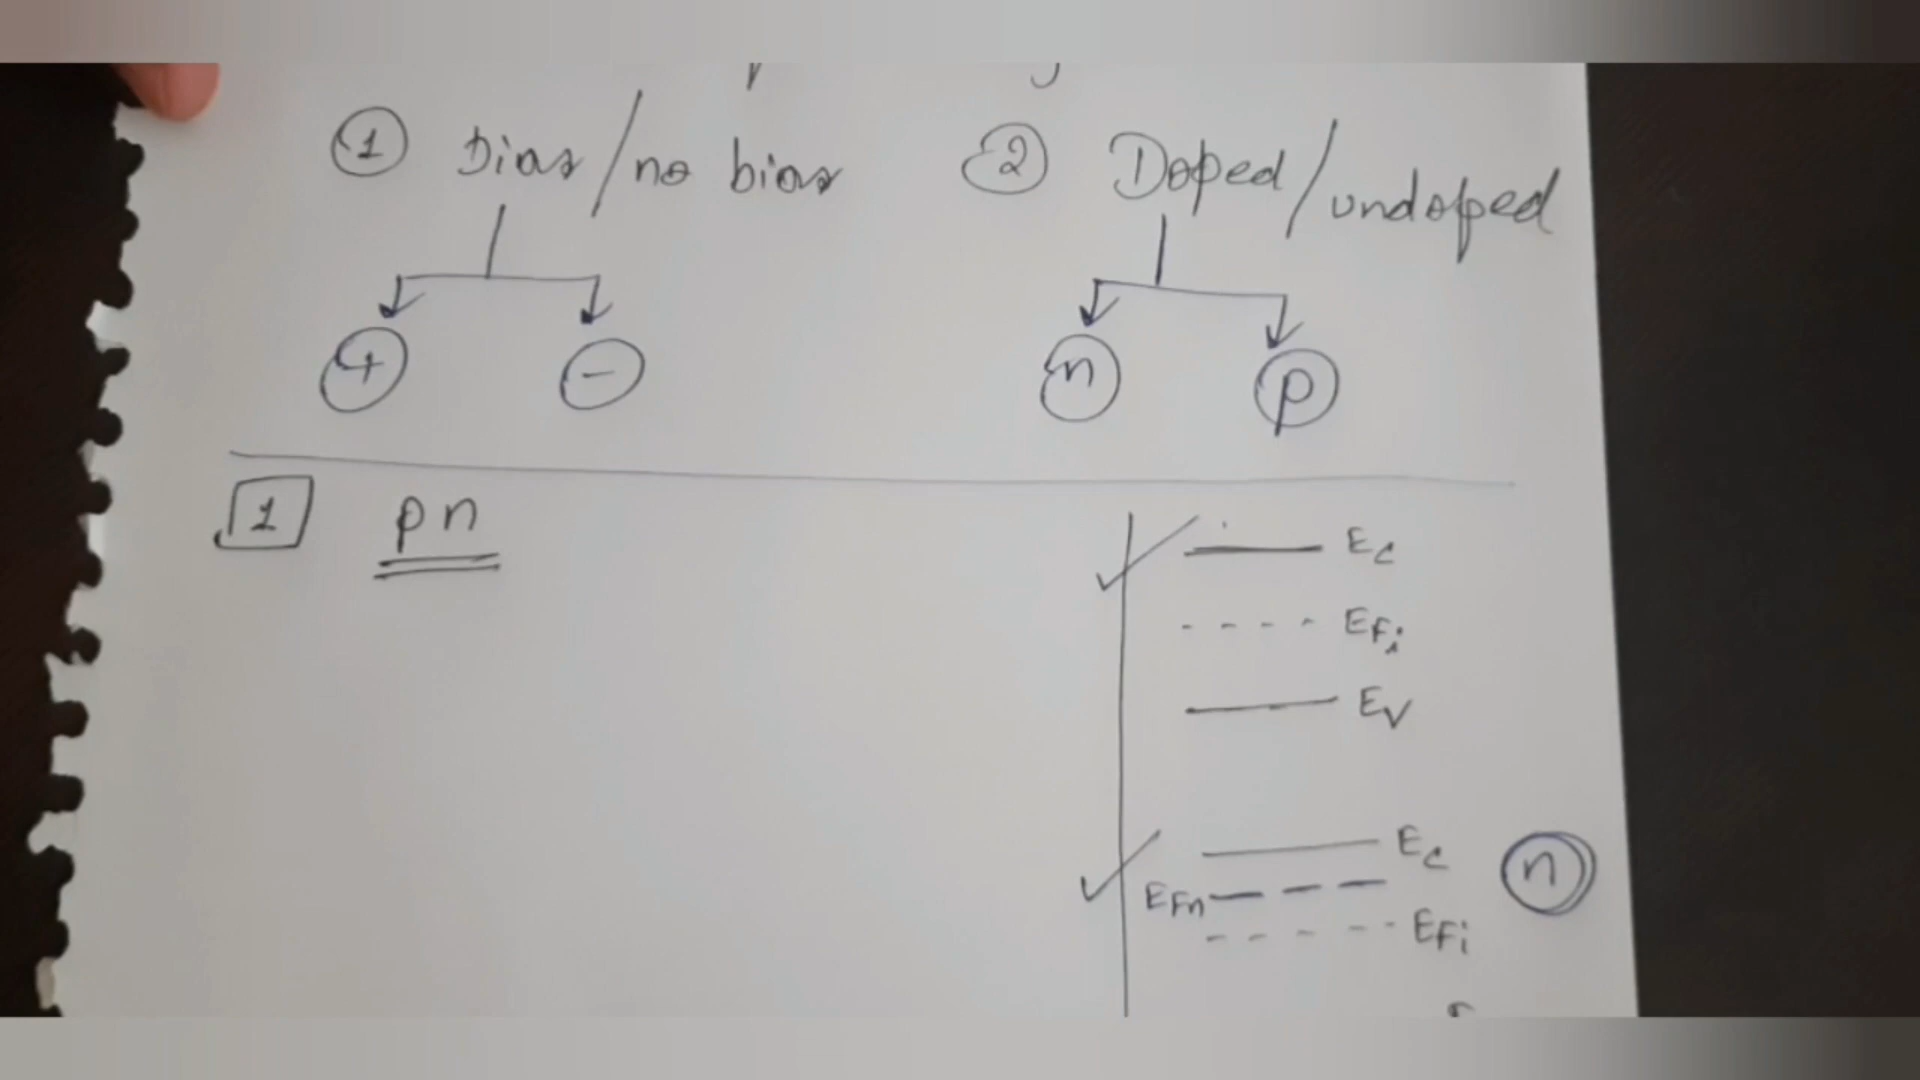 ① bias/no bias
② Doped/undoped
+ -
n p
1 pn
Ec
EFi
Ev
Ec
n
EFn
EFi